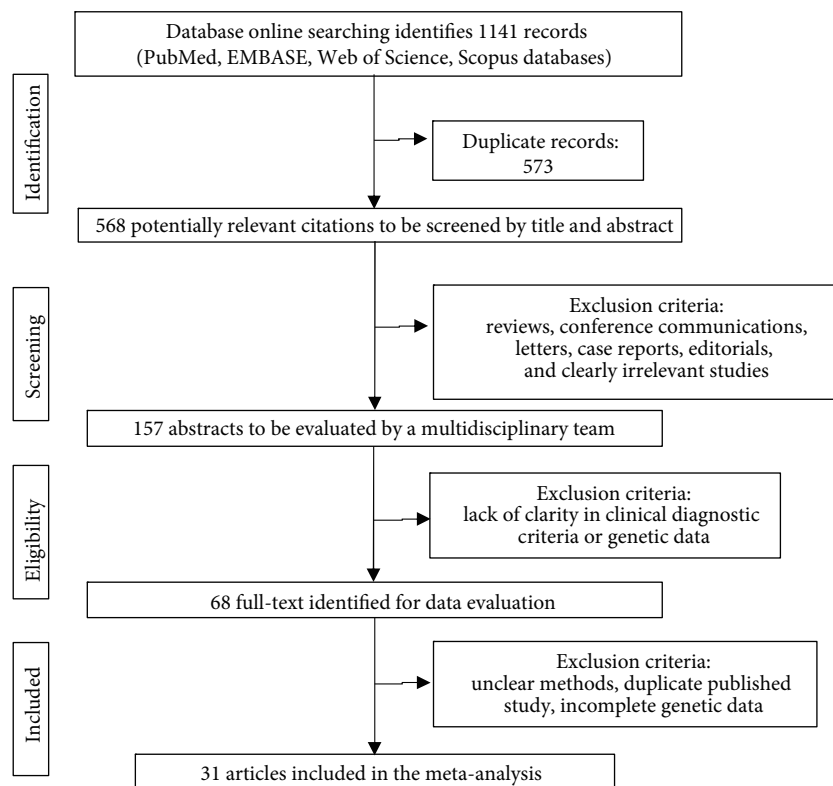 Database online searching identifies 1141 records
(PubMed, EMBASE, Web of Science, Scopus databases)
Identification
Duplicate records:
573
568 potentially relevant citations to be screened by title and abstract
Screening
Exclusion criteria:
reviews, conference communications,
letters, case reports, editorials,
and clearly irrelevant studies
157 abstracts to be evaluated by a multidisciplinary team
Eligibility
Exclusion criteria:
lack of clarity in clinical diagnostic
criteria or genetic data
68 full-text identified for data evaluation
Included
Exclusion criteria:
unclear methods, duplicate published
study, incomplete genetic data
31 articles included in the meta-analysis